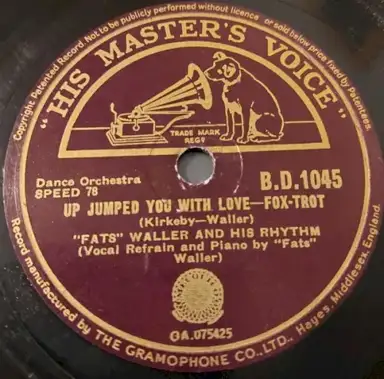 Copyright. Patented Record Not to be publicly performed without licence or sold below price fixed by Patentees.
"HIS MASTER'S VOICE"
TRADE MARK
REGD
Dance Orchestra
SPEED 78
B.D.1045
UP JUMPED YOU WITH LOVE—FOX-TROT
(Kirkeby—Waller)
"FATS" WALLER AND HIS RHYTHM
(Vocal Refrain and Piano by "Fats"
Waller)
OA.075425
Record manufactured by THE GRAMOPHONE CO., LTD., Hayes, Middlesex, England.